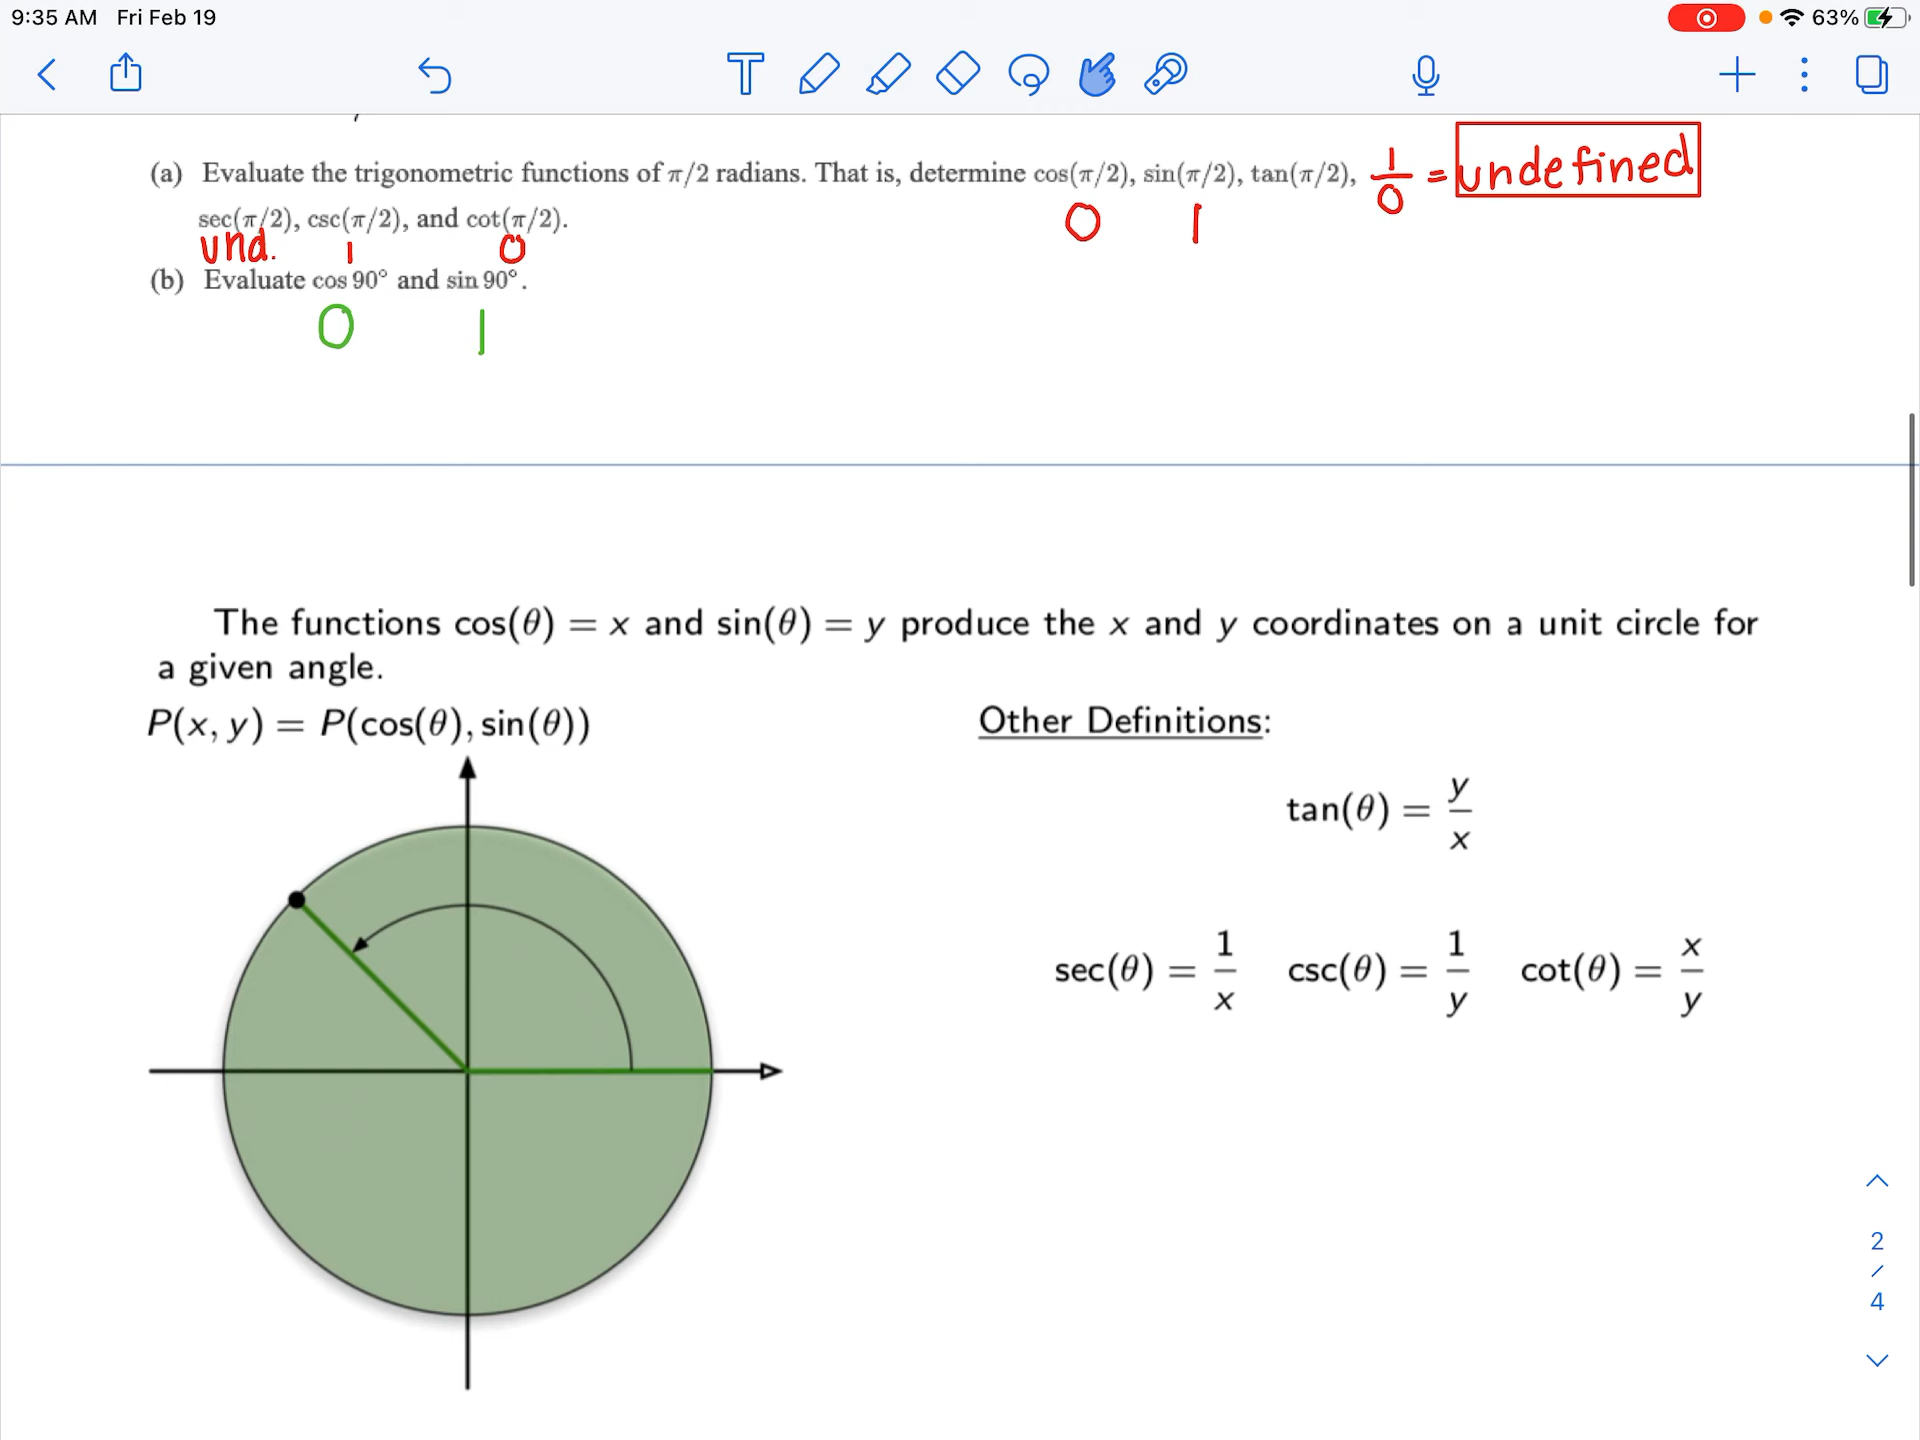 9:35 AM Fri Feb 19 63%
(a) Evaluate the trigonometric functions of π/2 radians. That is, determine cos(π/2), sin(π/2), tan(π/2), 1/0 = undefined
0 1
sec(π/2), csc(π/2), and cot(π/2).
und. 1 0
(b) Evaluate cos 90° and sin 90°.
0 1
The functions cos(θ) = x and sin(θ) = y produce the x and y coordinates on a unit circle for
a given angle.
P(x, y) = P(cos(θ), sin(θ))
Other Definitions:
tan(θ) = y/x
sec(θ) = 1/x csc(θ) = 1/y cot(θ) = x/y
2
/
4